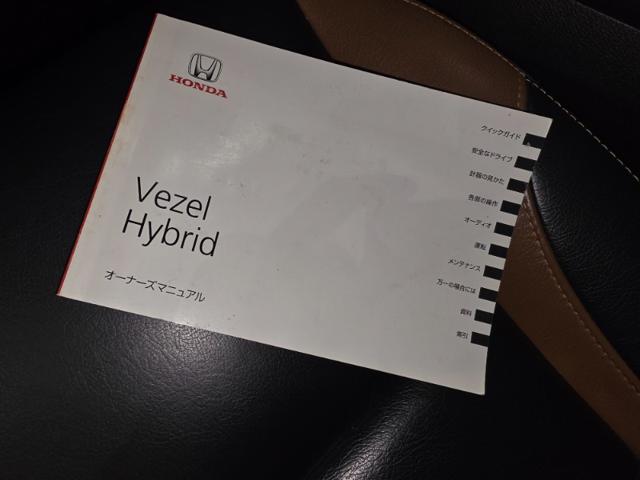 HONDA
Vezel
Hybrid
オーナーズマニュアル
クイックガイド
安全なドライブ
計器の見かた
各部の操作
オーディオ
運転
メンテナンス
万一の場合には
資料
索引